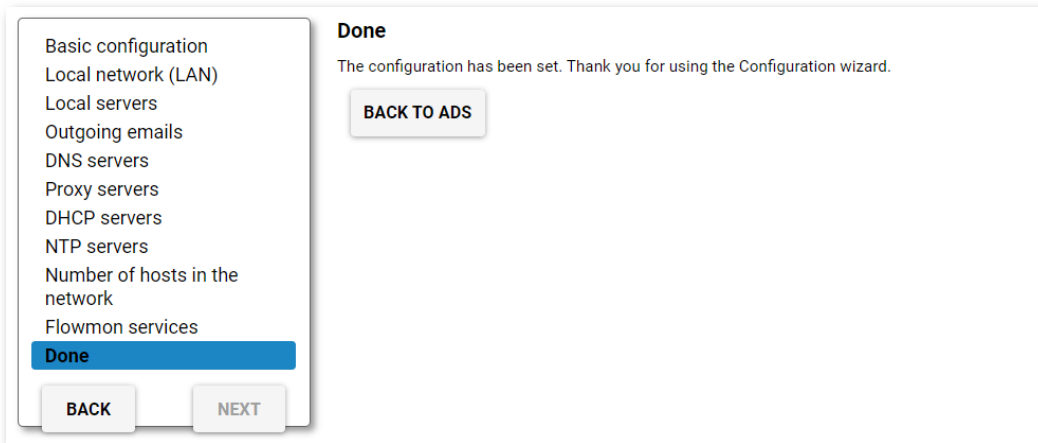 Basic configuration
Local network (LAN)
Local servers
Outgoing emails
DNS servers
Proxy servers
DHCP servers
NTP servers
Number of hosts in the
network
Flowmon services
Done
BACK
NEXT
Done
The configuration has been set. Thank you for using the Configuration wizard.
BACK TO ADS